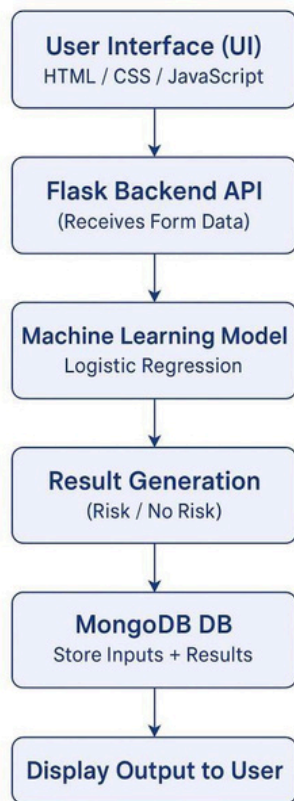 User Interface (UI)
HTML / CSS / JavaScript
Flask Backend API
(Receives Form Data)
Machine Learning Model
Logistic Regression
Result Generation
(Risk / No Risk)
MongoDB DB
Store Inputs + Results
Display Output to User